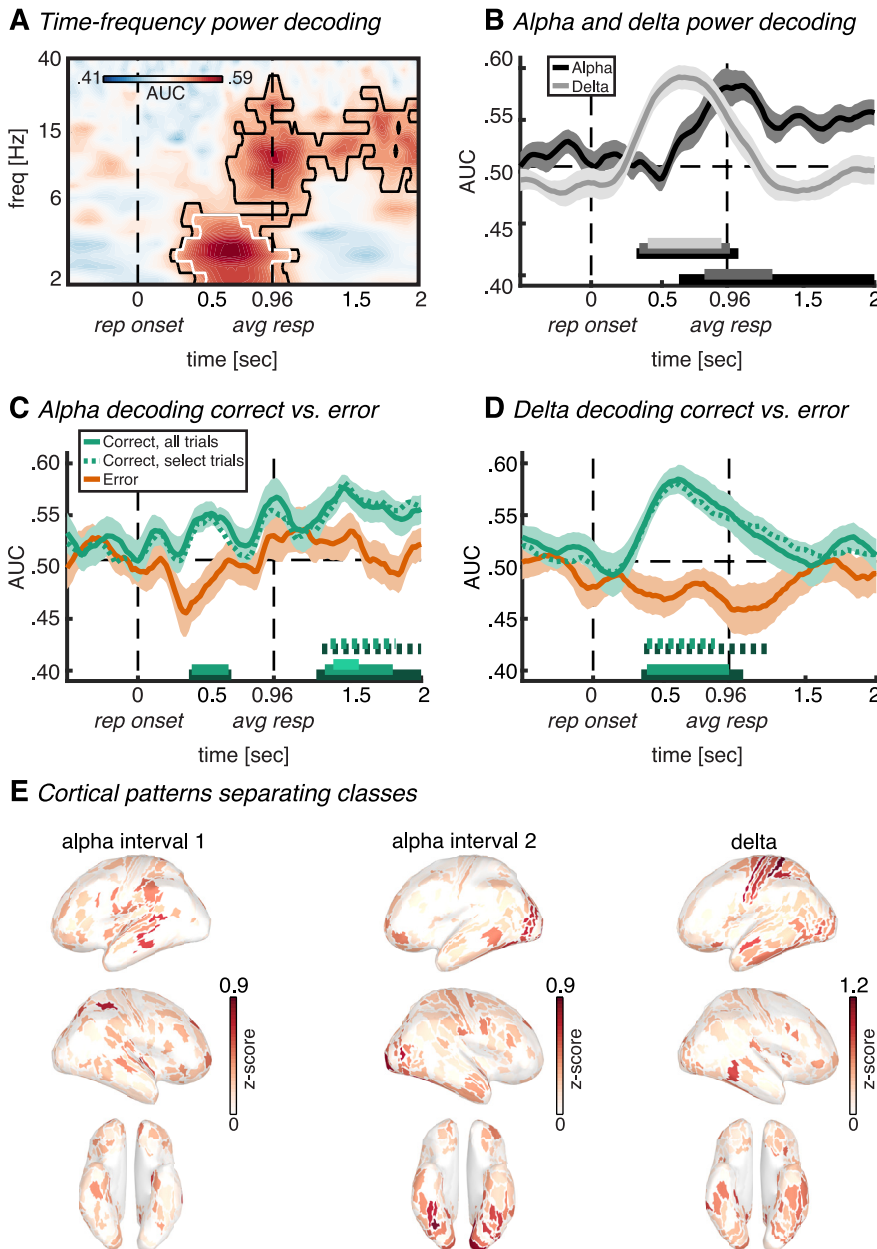 A Time-frequency power decoding
40
15
6
2
freq [Hz]
.41
.59
AUC
0
0.5
0.96
1.5
2
rep onset
avg resp
time [sec]
B Alpha and delta power decoding
.60
.55
.50
.45
.40
AUC
Alpha
Delta
0
0.5
0.96
1.5
2
rep onset
avg resp
time [sec]
C Alpha decoding correct vs. error
Correct, all trials
Correct, select trials
Error
.60
.55
.50
.45
.40
AUC
0
0.5
0.96
1.5
2
rep onset
avg resp
time [sec]
D Delta decoding correct vs. error
.60
.55
.50
.45
.40
AUC
0
0.5
0.96
1.5
2
rep onset
avg resp
time [sec]
E Cortical patterns separating classes
alpha interval 1
alpha interval 2
delta
0.9
z-score
0
0.9
z-score
0
1.2
z-score
0